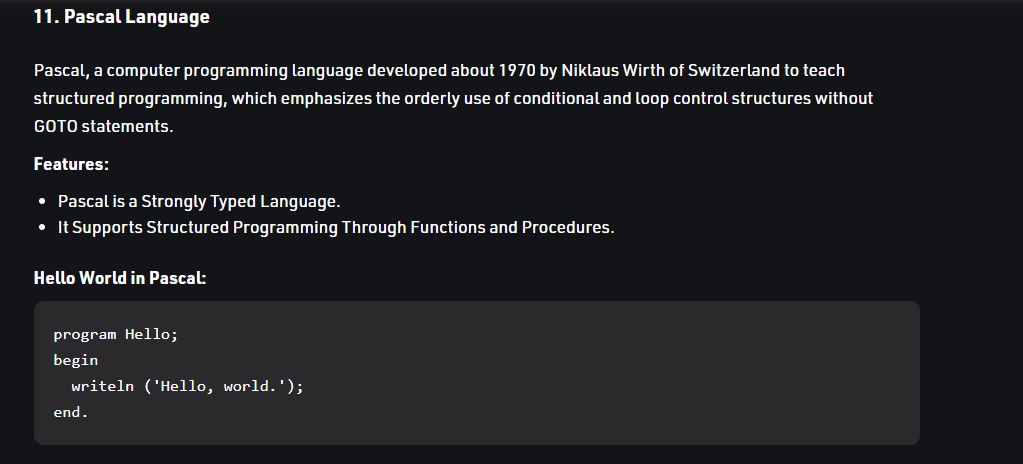 11. Pascal Language
Pascal, a computer programming language developed about 1970 by Niklaus Wirth of Switzerland to teach
structured programming, which emphasizes the orderly use of conditional and loop control structures without
GOTO statements.
Features:
• Pascal is a Strongly Typed Language.
• It Supports Structured Programming Through Functions and Procedures.
Hello World in Pascal:
program Hello;
begin
  writeln ('Hello, world.');
end.